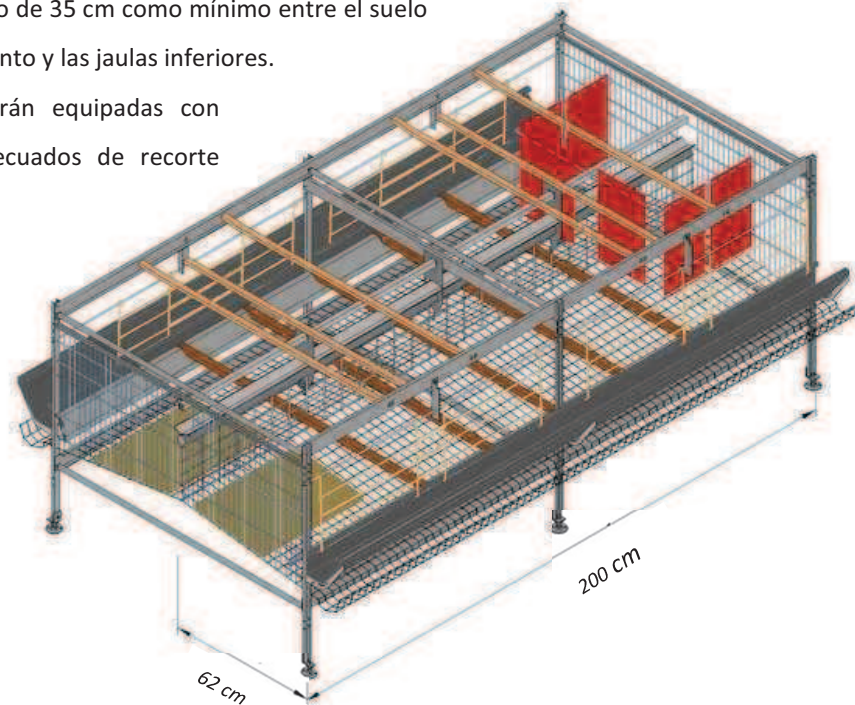 o de 35 cm como mínimo entre el suelo
nto y las jaulas inferiores.
rán equipadas con
ecuados de recorte
200 cm
62 cm